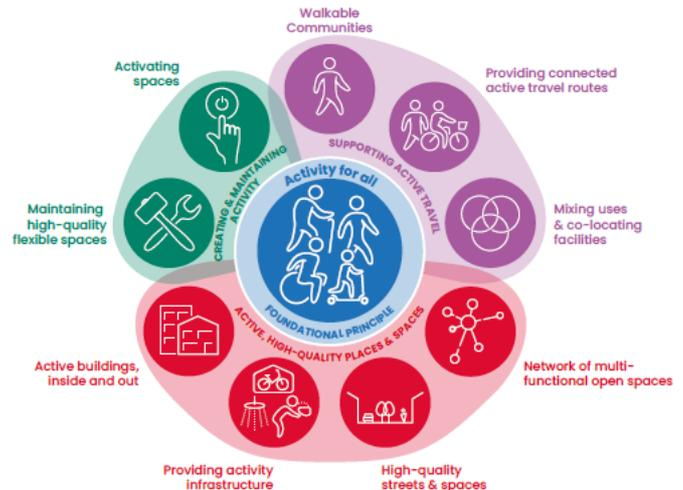 Walkable
Communities
Activating
spaces
Providing connected
active travel routes
SUPPORTING ACTIVE TRAVEL
CREATING & MAINTAINING
ACTIVITY
Activity for all
Maintaining
high-quality
flexible spaces
Mixing uses
& co-locating
facilities
FOUNDATIONAL PRINCIPLE
ACTIVE, HIGH-QUALITY PLACES & SPACES
Active buildings,
inside and out
Network of multi-
functional open spaces
Providing activity
infrastructure
High-quality
streets & spaces